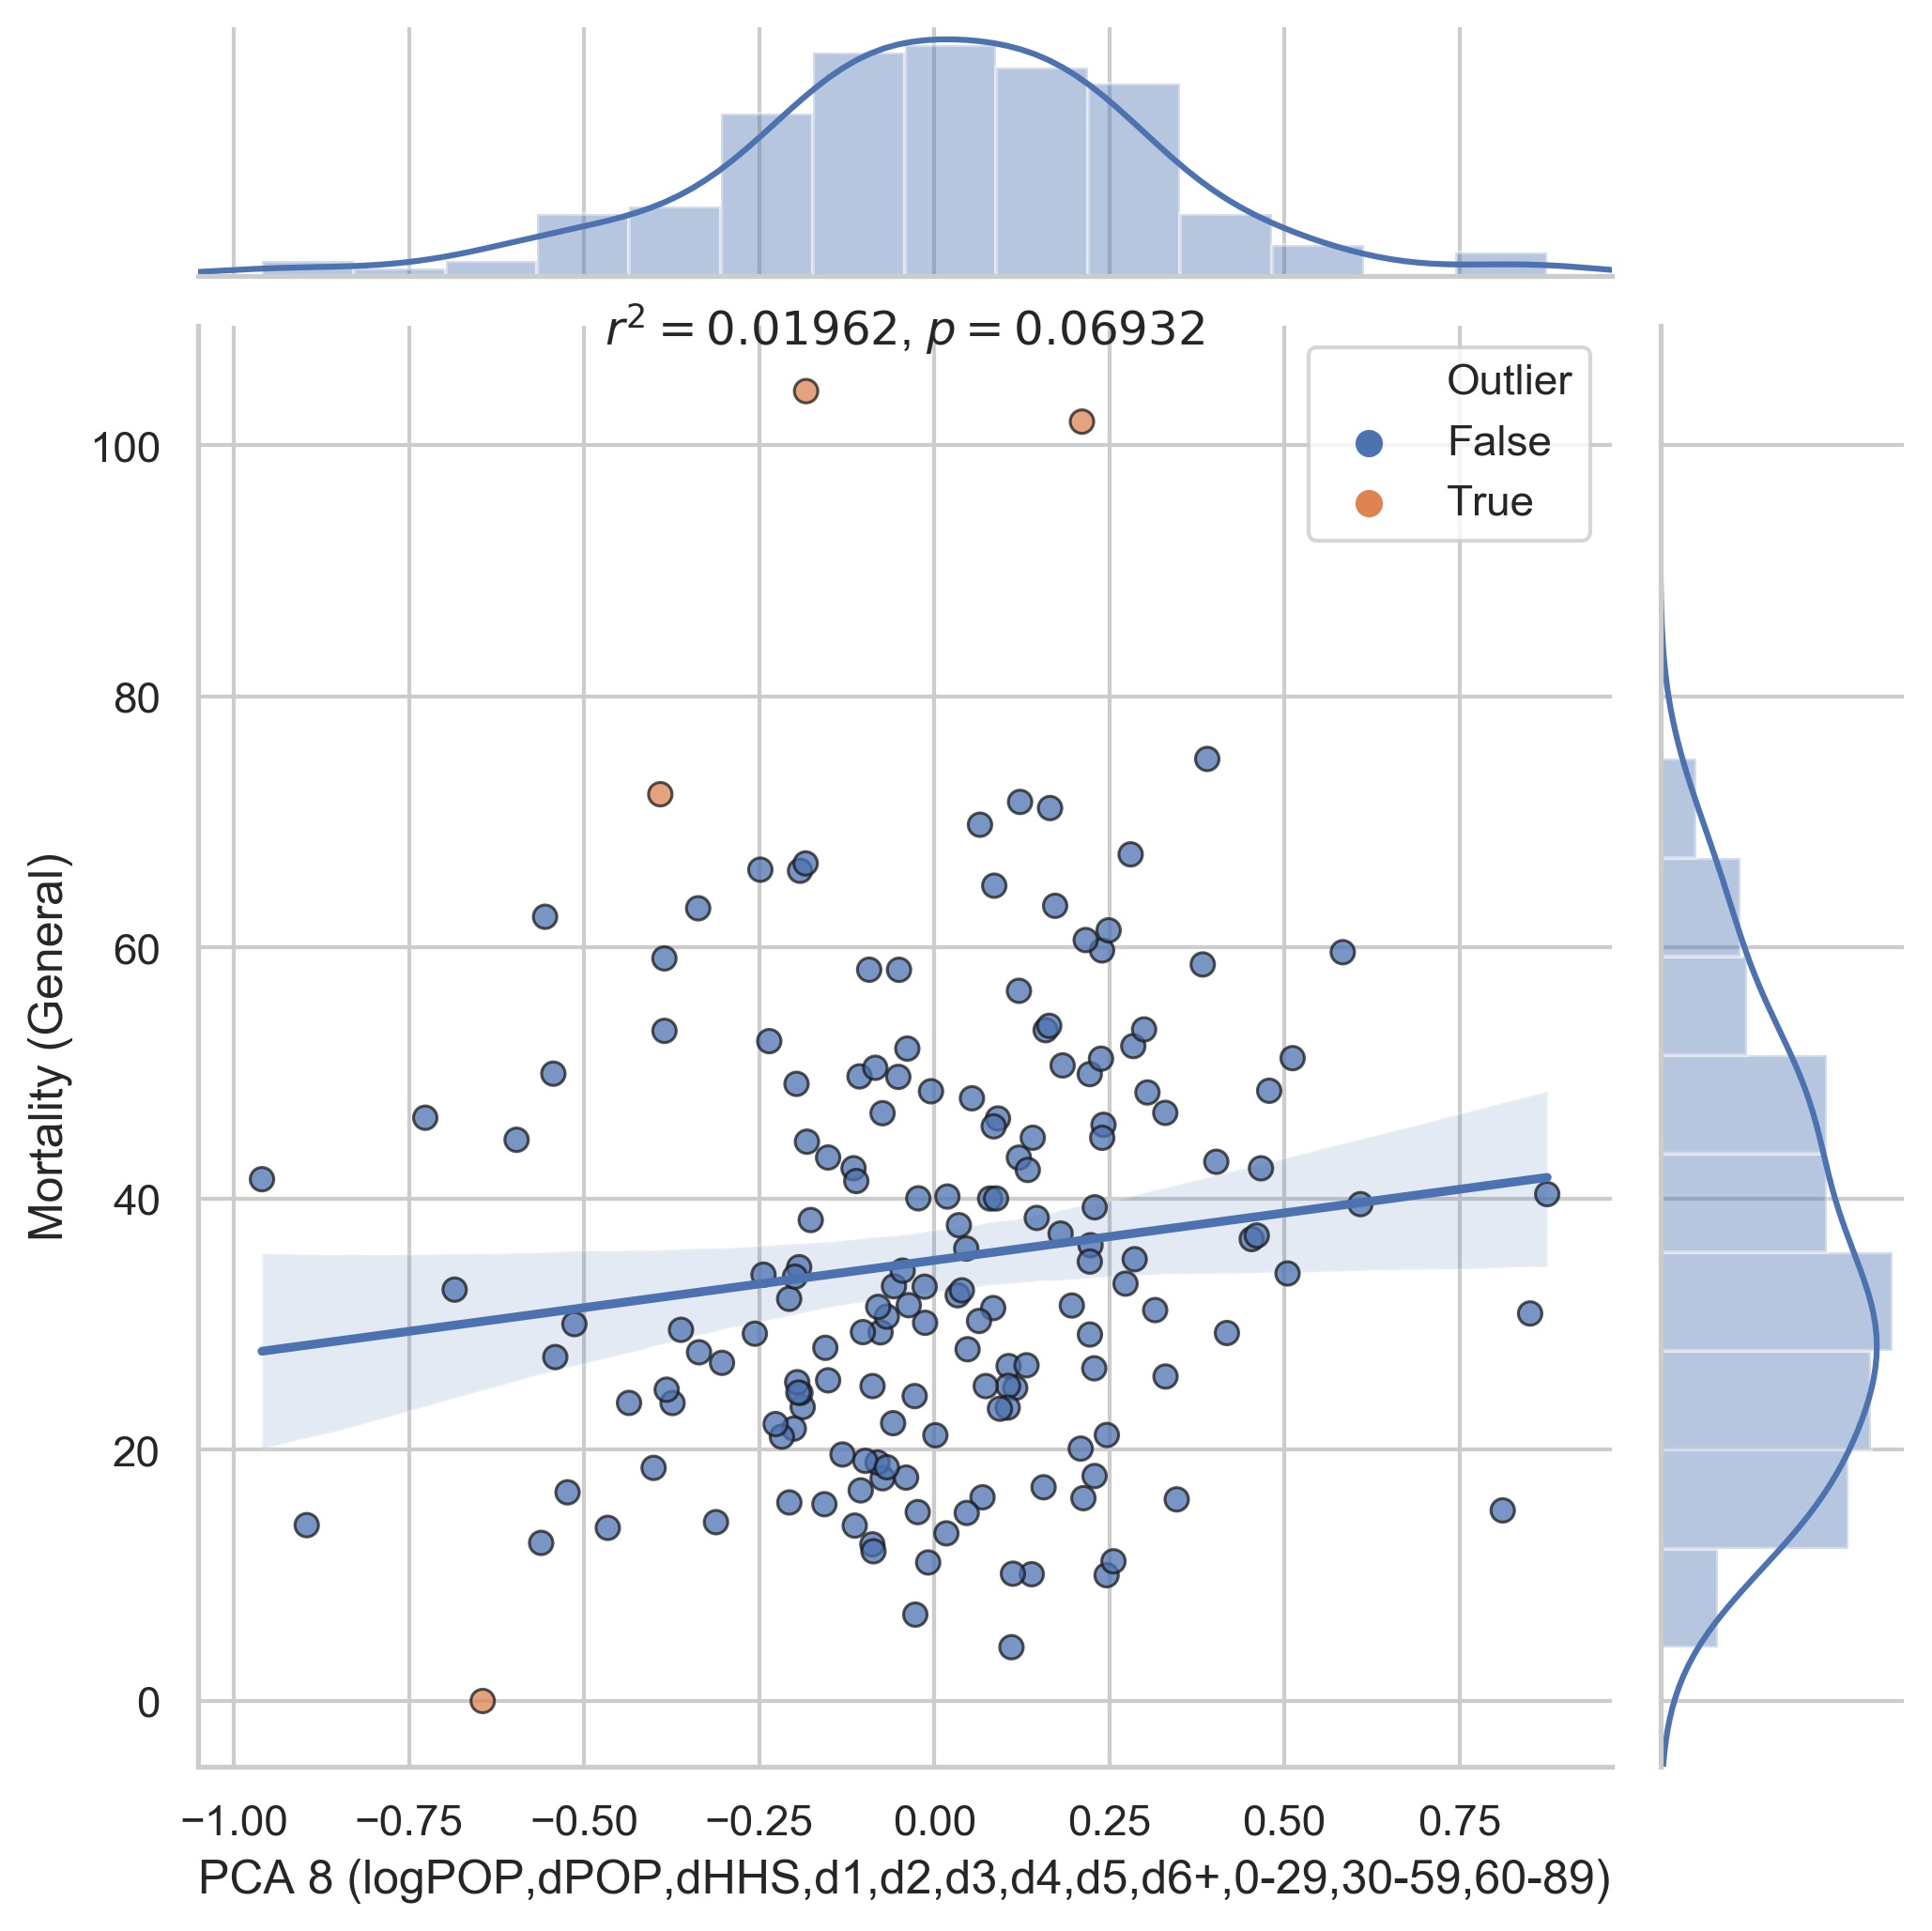 r² = 0.01962, p = 0.06932
Outlier
False
True
100
80
60
40
20
0
Mortality (General)
−1.00 −0.75 −0.50 −0.25 0.00 0.25 0.50 0.75
PCA 8 (logPOP,dPOP,dHHS,d1,d2,d3,d4,d5,d6+,0-29,30-59,60-89)